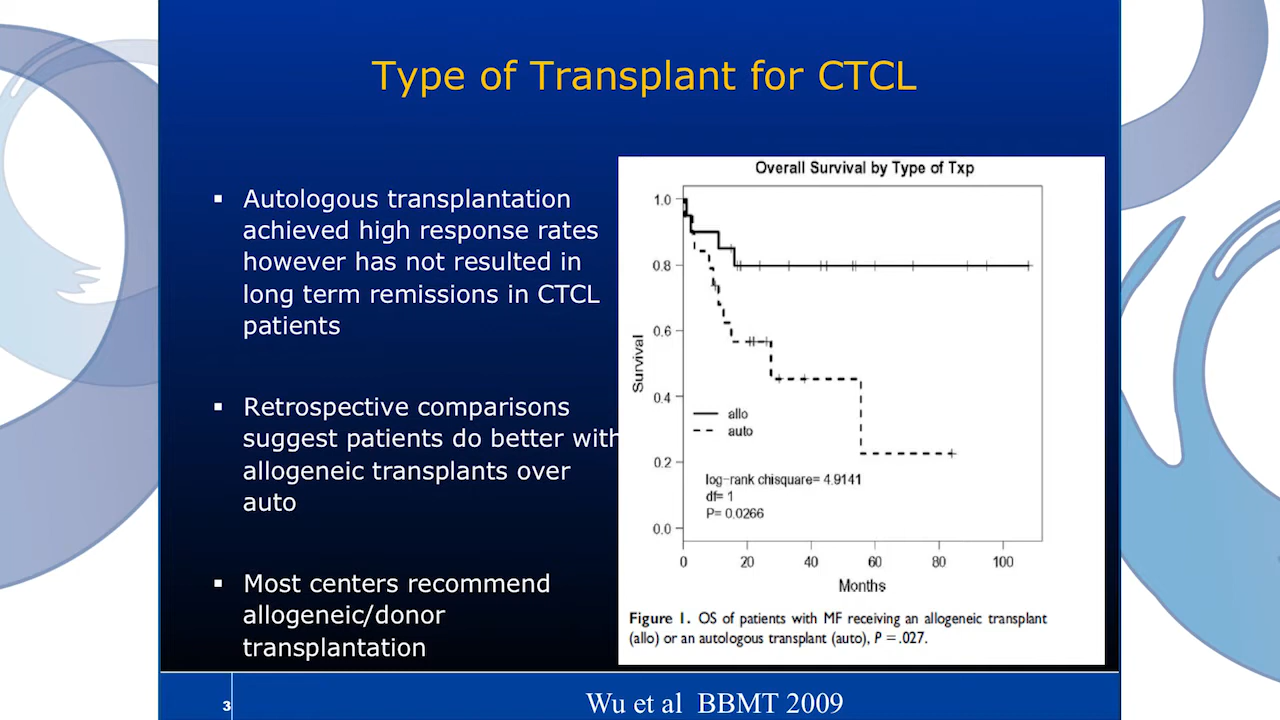 Type of Transplant for CTCL
▪ Autologous transplantation
achieved high response rates
however has not resulted in
long term remissions in CTCL
patients
▪ Retrospective comparisons
suggest patients do better with
allogeneic transplants over
auto
▪ Most centers recommend
allogeneic/donor
transplantation
Overall Survival by Type of Txp
Survival
1.0
0.8
0.6
0.4
0.2
0.0
allo
auto
log-rank chisquare= 4.9141
df= 1
P= 0.0266
0 20 40 60 80 100
Months
Figure 1. OS of patients with MF receiving an allogeneic transplant
(allo) or an autologous transplant (auto), P = .027.
3
Wu et al BBMT 2009